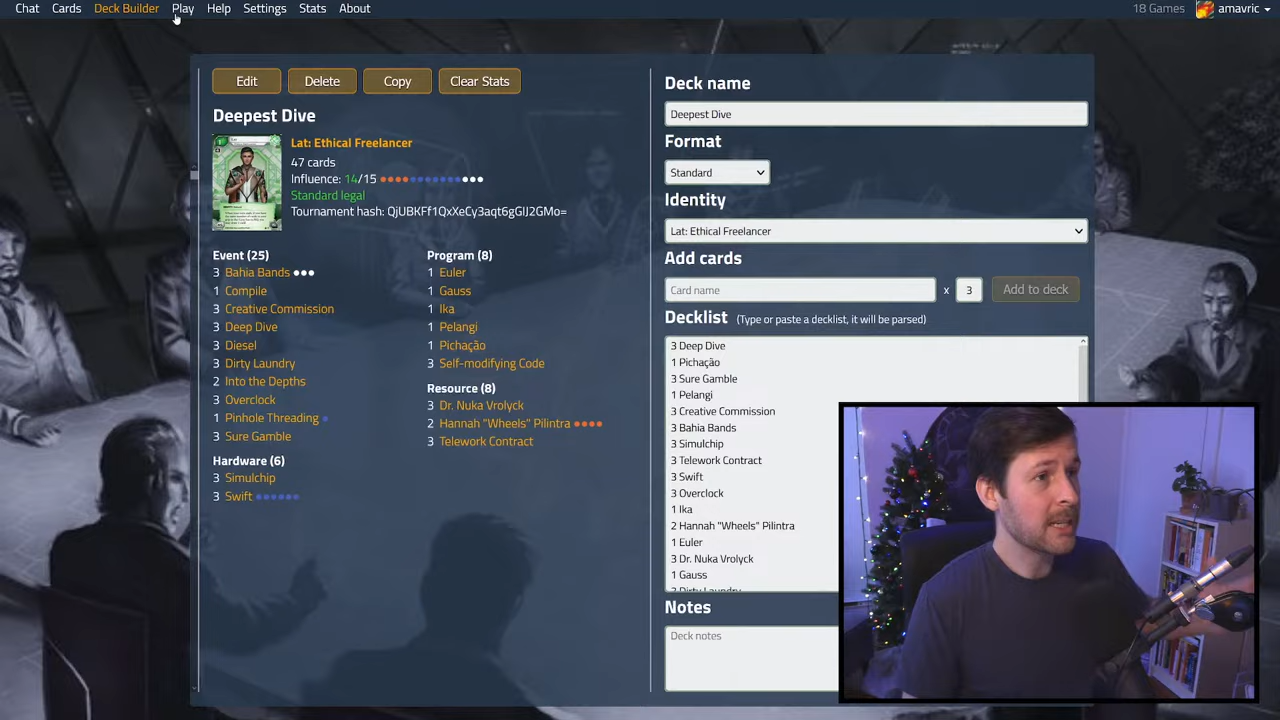 Chat Cards Deck Builder Play Help Settings Stats About 18 Games amavric
Edit Delete Copy Clear Stats
Deepest Dive
Lat: Ethical Freelancer
47 cards
Influence: 14/15
Standard legal
Tournament hash: QjUBKFf1QxXeCy3aqt6gGIJ2GMo=
Event (25)
3 Bahia Bands
1 Compile
3 Creative Commission
3 Deep Dive
3 Diesel
3 Dirty Laundry
2 Into the Depths
3 Overclock
1 Pinhole Threading
3 Sure Gamble
Hardware (6)
3 Simulchip
3 Swift
Program (8)
1 Euler
1 Gauss
1 Ika
1 Pelangi
1 Pichação
3 Self-modifying Code
Resource (8)
3 Dr. Nuka Vrolyck
2 Hannah "Wheels" Pilintra
3 Telework Contract
Deck name
Deepest Dive
Format
Standard
Identity
Lat: Ethical Freelancer
Add cards
Card name x 3 Add to deck
Decklist (Type or paste a decklist, it will be parsed)
3 Deep Dive
1 Pichação
3 Sure Gamble
1 Pelangi
3 Creative Commission
3 Bahia Bands
3 Simulchip
3 Telework Contract
3 Swift
3 Overclock
1 Ika
2 Hannah "Wheels" Pilintra
1 Euler
3 Dr. Nuka Vrolyck
1 Gauss
3 Dirty Laundry
Notes
Deck notes